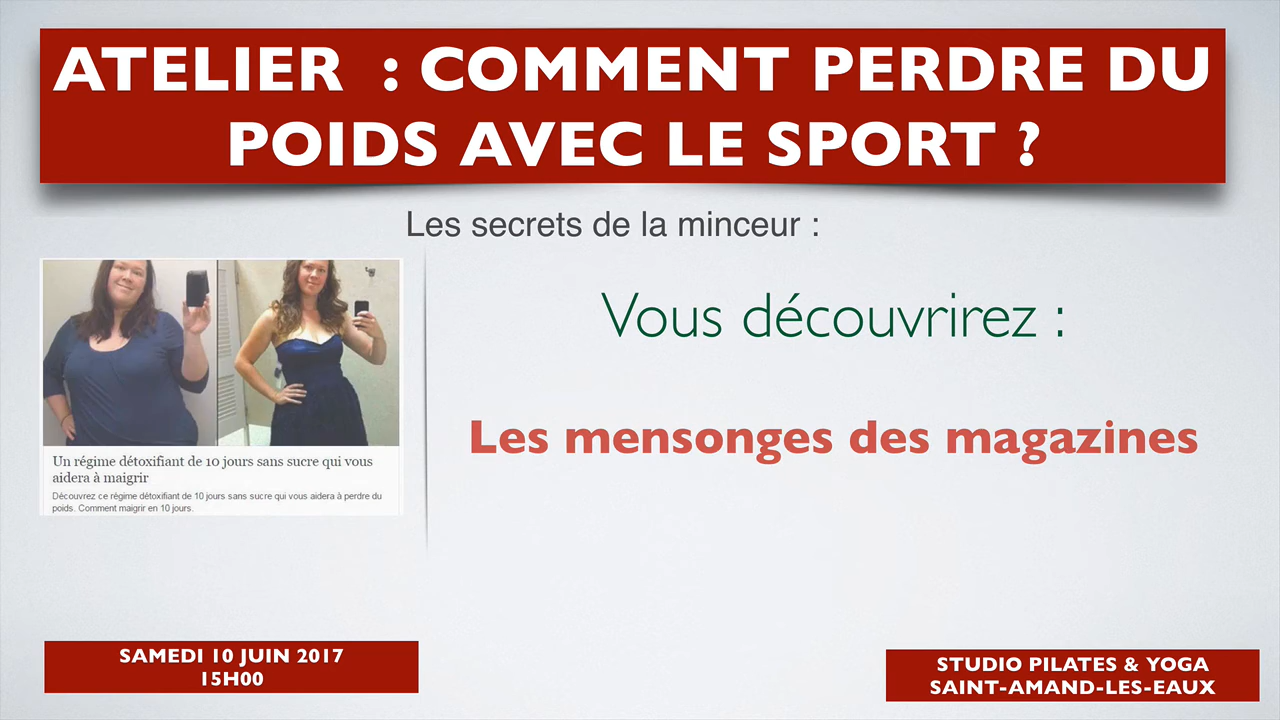 ATELIER : COMMENT PERDRE DU
POIDS AVEC LE SPORT ?
Les secrets de la minceur :
Vous découvrirez :
Les mensonges des magazines
Un régime détoxifiant de 10 jours sans sucre qui vous
aidera à maigrir
Découvrez ce régime détoxifiant de 10 jours sans sucre qui vous aidera à perdre du
poids. Comment maigrir en 10 jours.
SAMEDI 10 JUIN 2017
15H00
STUDIO PILATES & YOGA
SAINT-AMAND-LES-EAUX